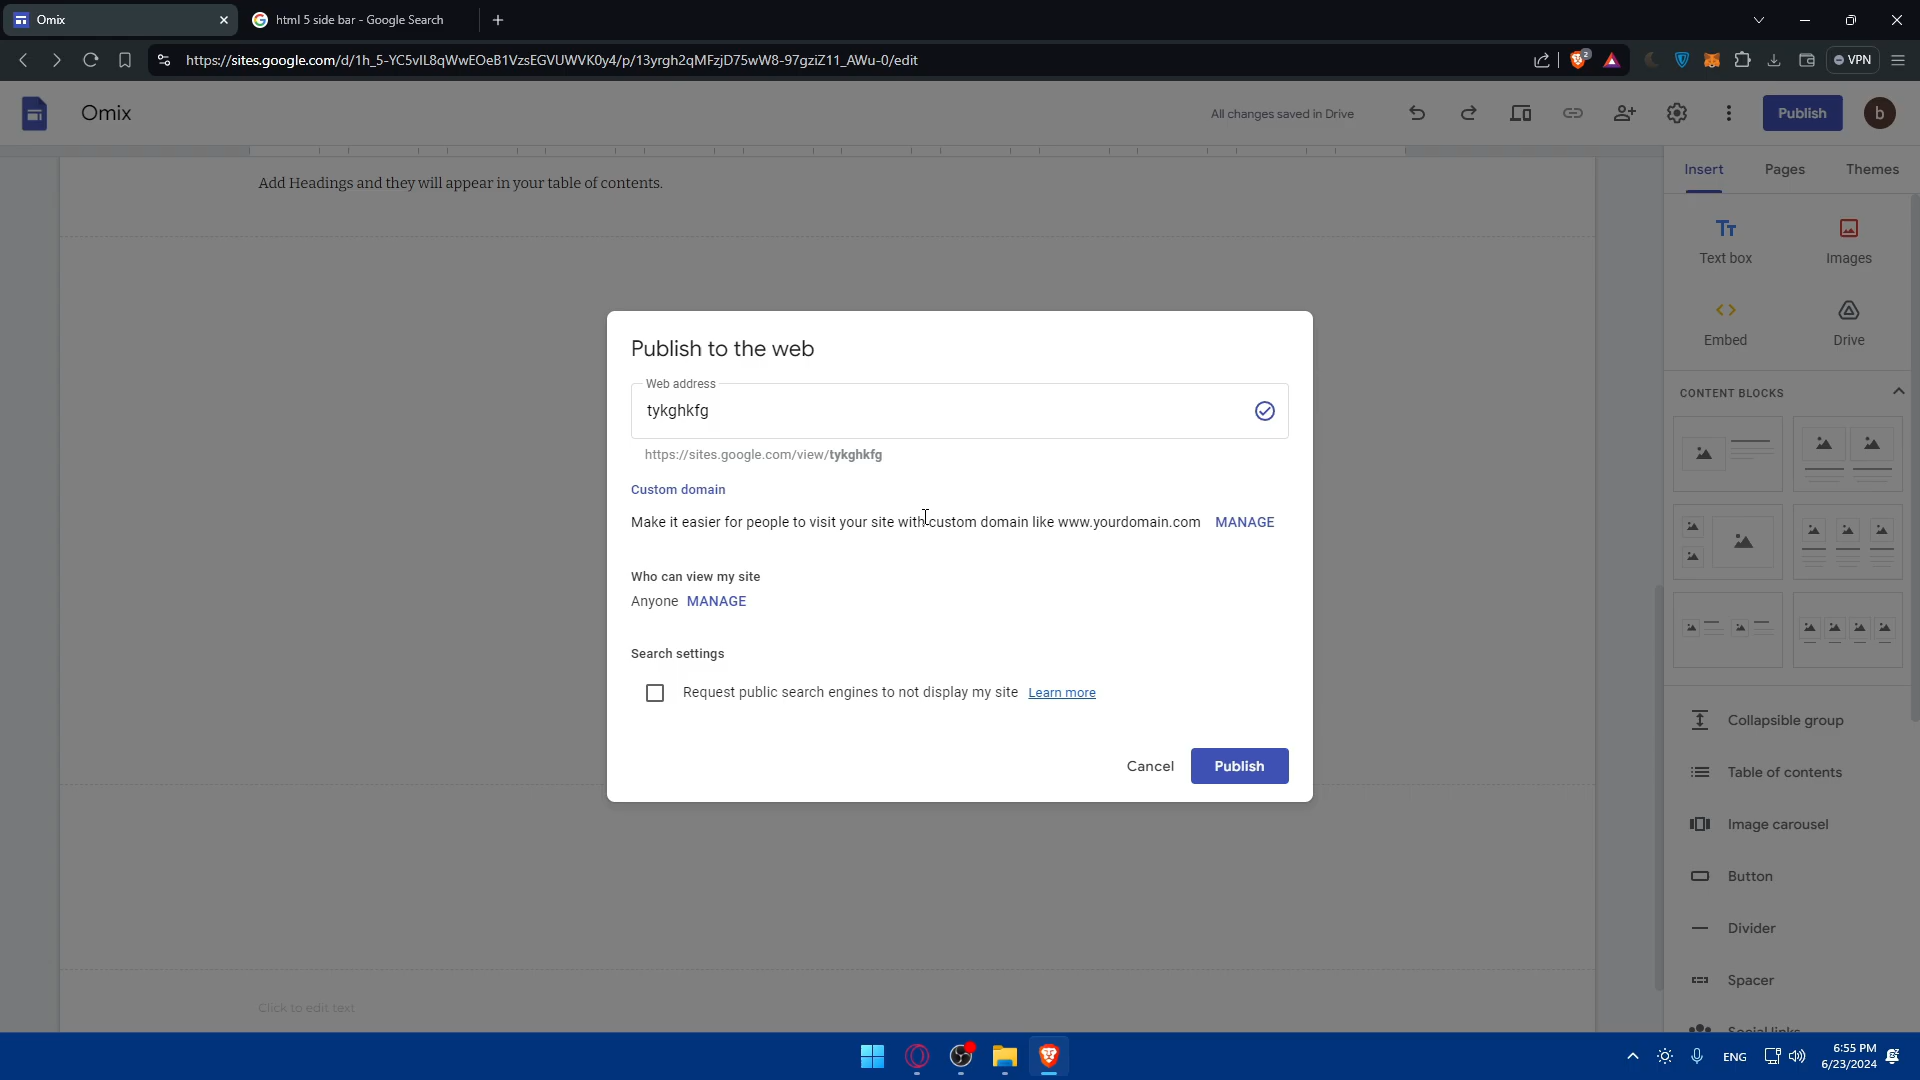 Omix
html 5 side bar - Google Search
https://sites.google.com/d/1h_5-YC5vIL8qWwEOeB1VzsEGVUWVK0y4/p/13yrgh2qMFzjD75wW8-97gziZ11_AWu-0/edit
2
VPN
Omix
All changes saved in Drive
Publish
b
Add Headings and they will appear in your table of contents.
Insert
Pages
Themes
Tt
Text box
Images
Embed
Drive
CONTENT BLOCKS
Publish to the web
Web address
tykghkfg
https://sites.google.com/view/tykghkfg
Custom domain
Make it easier for people to visit your site with custom domain like www.yourdomain.com MANAGE
Who can view my site
Anyone MANAGE
Search settings
Request public search engines to not display my site Learn more
Cancel
Publish
Collapsible group
Table of contents
Image carousel
Button
Divider
Spacer
Social links
Click to edit text
ENG
6:55 PM
6/23/2024